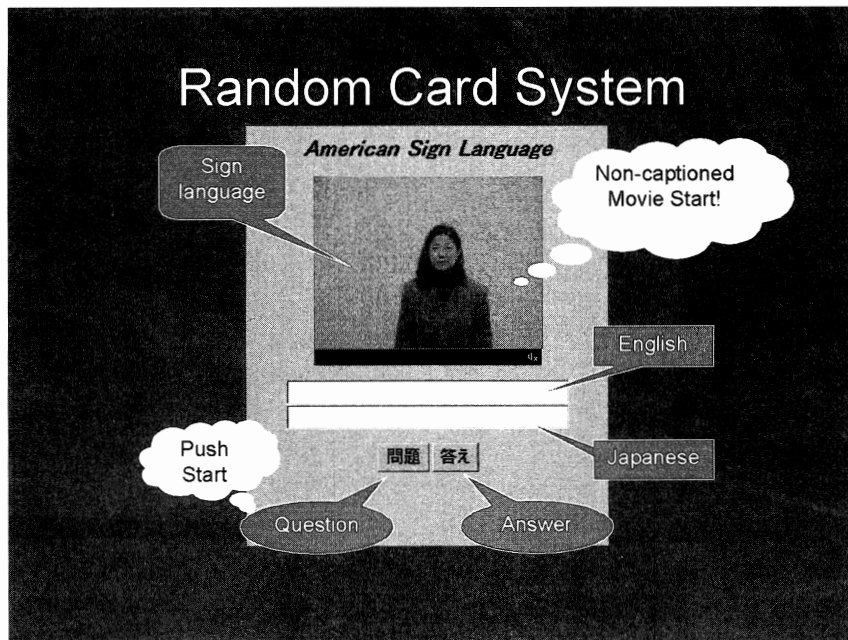 Random Card System
American Sign Language
Sign
language
Non-captioned
Movie Start!
English
Japanese
Push
Start
問題 答え
Question
Answer